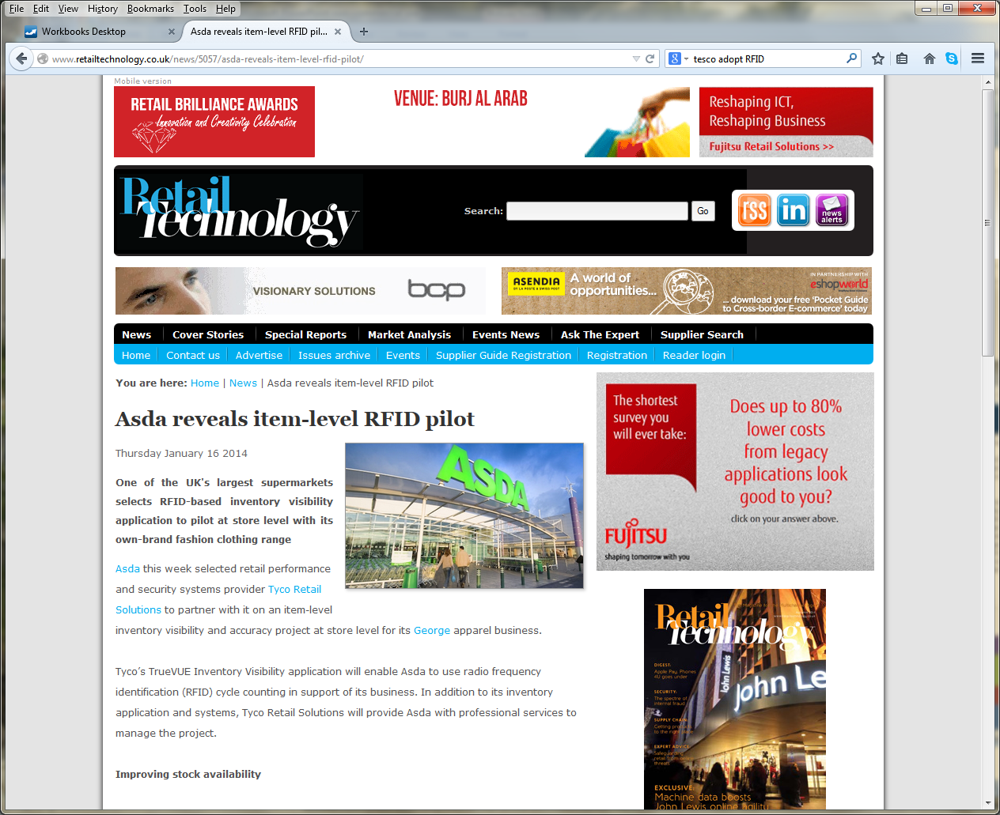 File Edit View History Bookmarks Tools Help
Workbooks Desktop
Asda reveals item-level RFID pil...
www.retailtechnology.co.uk/news/5057/asda-reveals-item-level-rfid-pilot/
tesco adopt RFID
Mobile version
RETAIL BRILLIANCE AWARDS
Innovation and Creativity Celebration
VENUE: BURJ AL ARAB
Reshaping ICT,
Reshaping Business
Fujitsu Retail Solutions >>
Retail
Technology
Search:
Go
rss
in
news
alerts
VISIONARY SOLUTIONS
bcp
ASENDIA
BY LA POSTE & SWISS POST
A world of
opportunities...
IN PARTNERSHIP WITH
eshopworld
... download your free 'Pocket Guide
to Cross-border E-commerce' today
News Cover Stories Special Reports Market Analysis Events News Ask The Expert Supplier Search
Home Contact us Advertise Issues archive Events Supplier Guide Registration Registration Reader login
You are here: Home | News | Asda reveals item-level RFID pilot
Asda reveals item-level RFID pilot
Thursday January 16 2014
One of the UK's largest supermarkets
selects RFID-based inventory visibility
application to pilot at store level with its
own-brand fashion clothing range
ASDA
Asda this week selected retail performance
and security systems provider Tyco Retail
Solutions to partner with it on an item-level
inventory visibility and accuracy project at store level for its George apparel business.
Tyco’s TrueVUE Inventory Visibility application will enable Asda to use radio frequency
identification (RFID) cycle counting in support of its business. In addition to its inventory
application and systems, Tyco Retail Solutions will provide Asda with professional services to
manage the project.
Improving stock availability
The shortest
survey you
will ever take:
Does up to 80%
lower costs
from legacy
applications look
good to you?
click on your answer above.
FUJITSU
shaping tomorrow with you
Retail
Technology
John Lewis
John Le
DIGEST:
Apple Pay, Phones
4U goes under
SECURITY:
The spectre of
internal fraud
SUPPLY CHAIN:
Getting products
to the right place
EXPERT ADVICE:
Safeguarding
retail from
threats
EXCLUSIVE:
Machine data boosts
John Lewis online agility